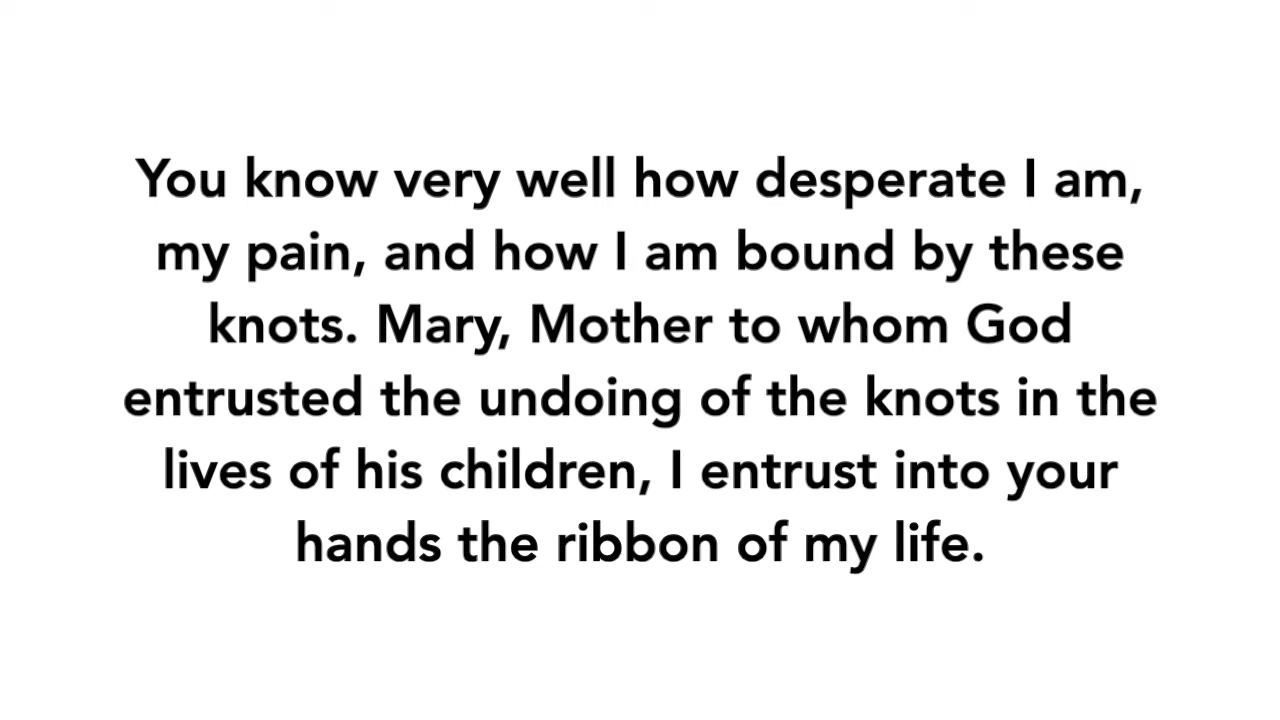 You know very well how desperate I am,
my pain, and how I am bound by these
knots. Mary, Mother to whom God
entrusted the undoing of the knots in the
lives of his children, I entrust into your
hands the ribbon of my life.